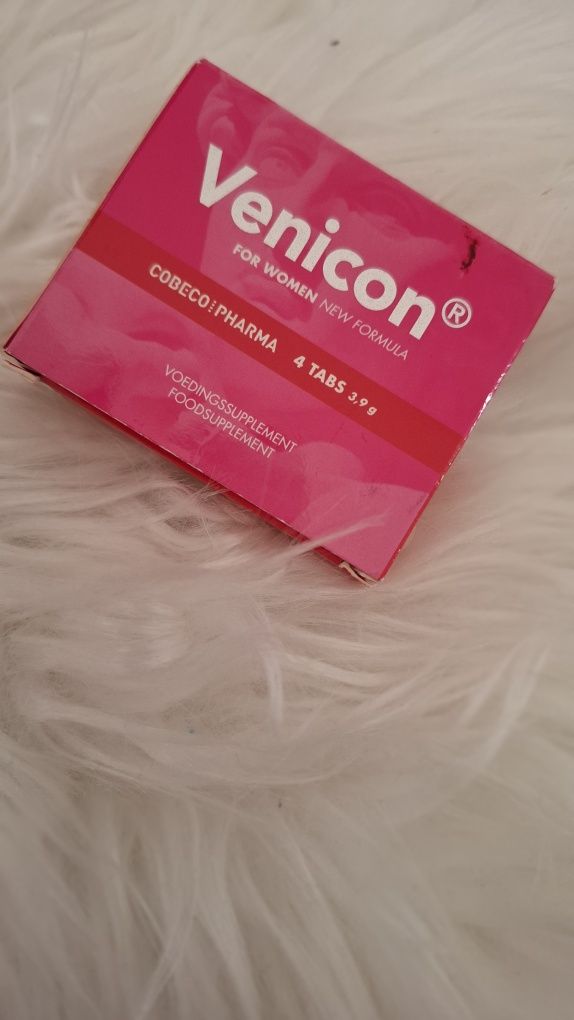 Venicon®
FOR WOMEN NEW FORMULA
COBECO PHARMA 4 TABS 3,9 g
VOEDINGSSUPPLEMENT
FOODSUPPLEMENT